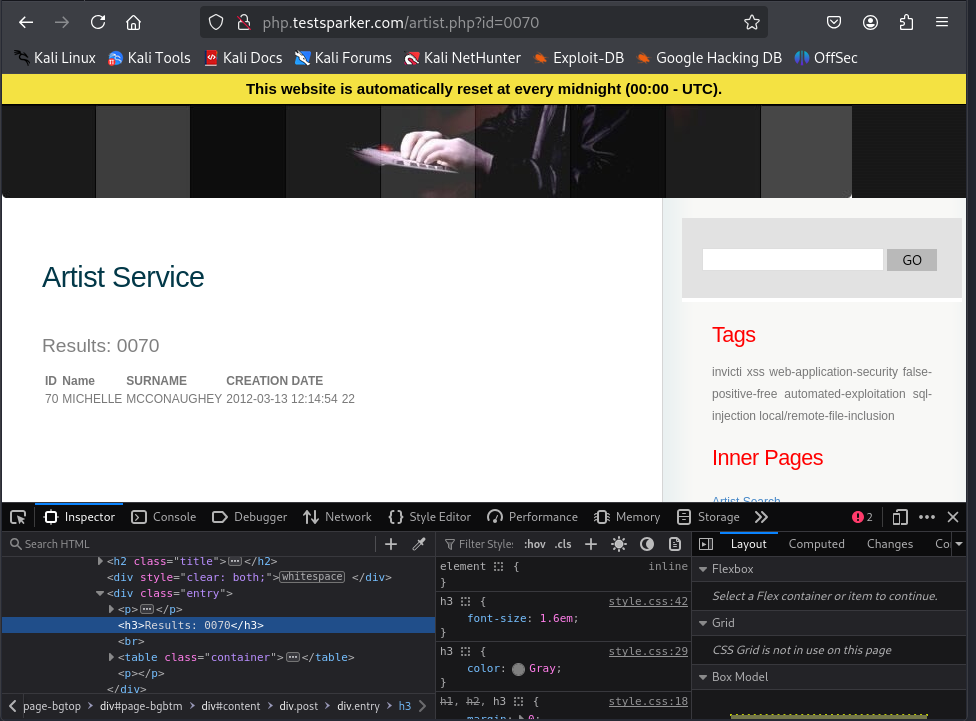 php.testsparker.com/artist.php?id=0070
Kali Linux Kali Tools Kali Docs Kali Forums Kali NetHunter Exploit-DB Google Hacking DB OffSec
This website is automatically reset at every midnight (00:00 - UTC).
Artist Service
Results: 0070
ID Name SURNAME CREATION DATE
70 MICHELLE MCCONAUGHEY 2012-03-13 12:14:54 22
GO
Tags
invicti xss web-application-security false-
positive-free automated-exploitation sql-
injection local/remote-file-inclusion
Inner Pages
Artist Search
Inspector Console Debugger Network Style Editor Performance Memory Storage 2
Search HTML
<h2 class="title"></h2>
<div style="clear: both;">whitespace </div>
<div class="entry">
<p></p>
<h3>Results: 0070</h3>
<br>
<table class="container"></table>
<p></p>
</div>
page-bgtop div#page-bgbtm div#content div.post div.entry h3
Filter Styles :hov .cls
element { inline
}
h3 { style.css:42
font-size: 1.6em;
}
h3 { style.css:29
color: Gray;
}
h1, h2, h3 { style.css:18
margin: 0;
Layout Computed Changes Co
Flexbox
Select a Flex container or item to continue.
Grid
CSS Grid is not in use on this page
Box Model